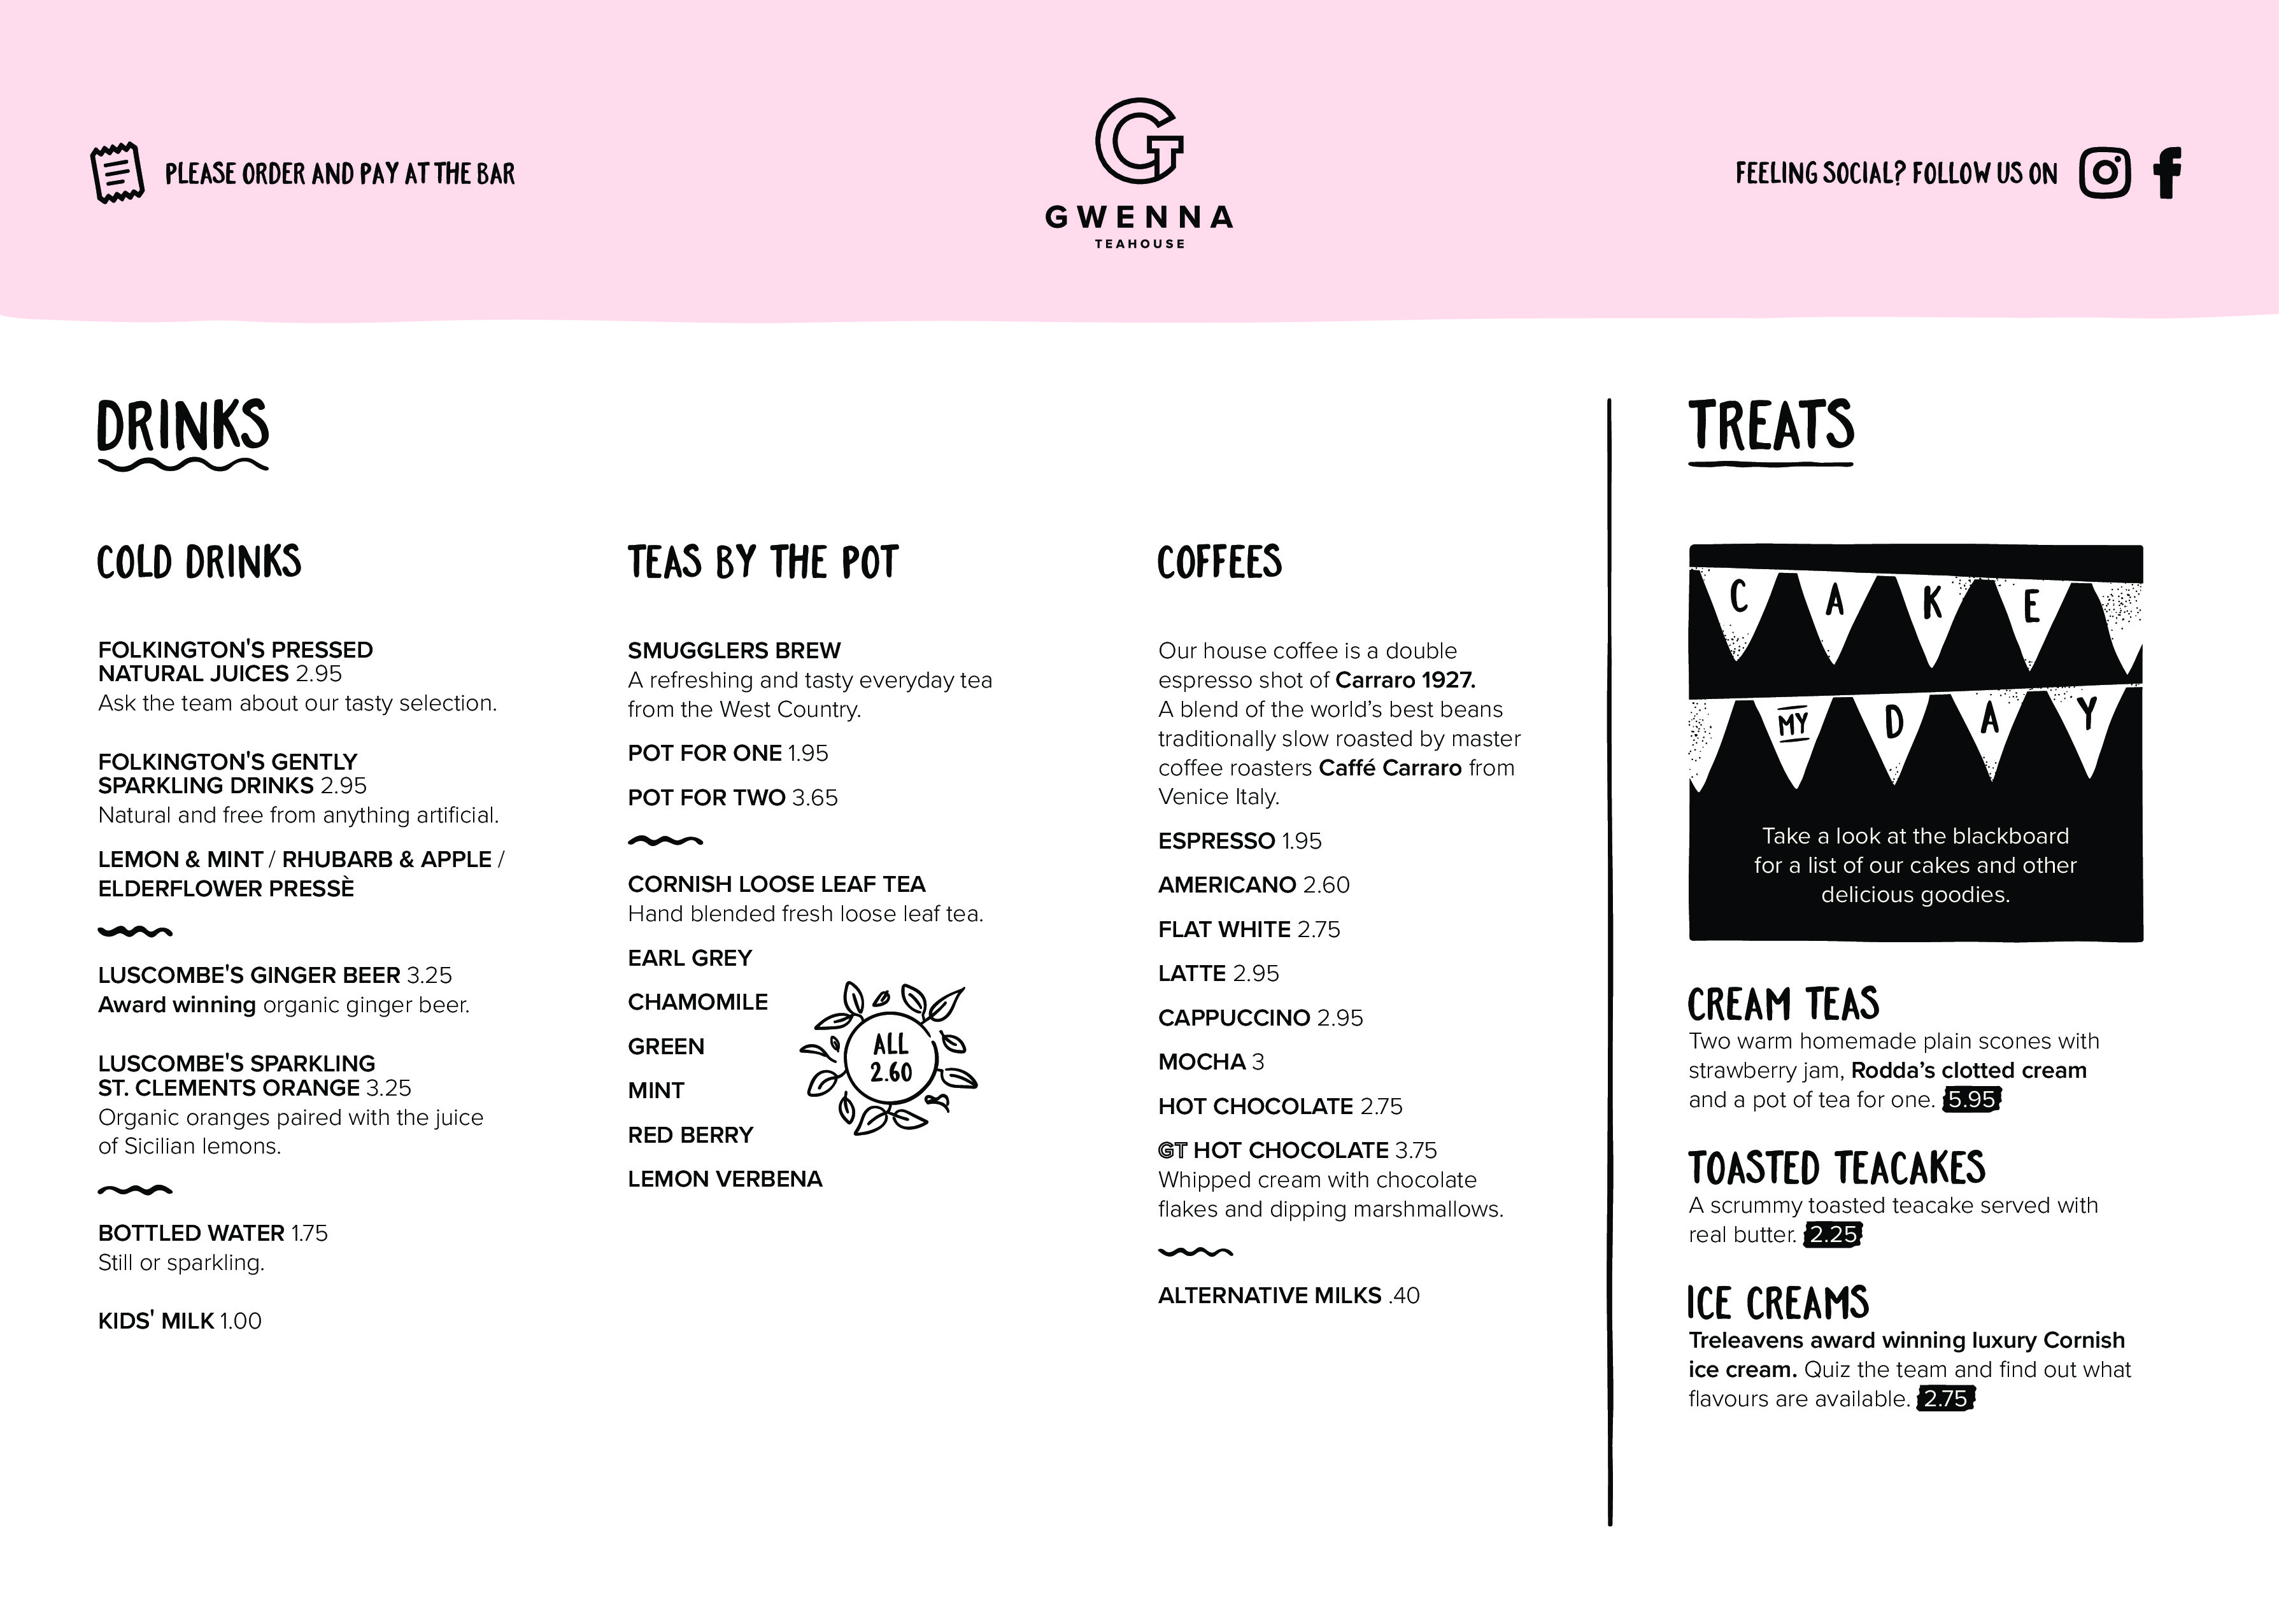 PLEASE ORDER AND PAY AT THE BAR
GT
GWENNA
TEAHOUSE
FEELING SOCIAL? FOLLOW US ON
DRINKS
COLD DRINKS
FOLKINGTON'S PRESSED
NATURAL JUICES 2.95
Ask the team about our tasty selection.
FOLKINGTON'S GENTLY
SPARKLING DRINKS 2.95
Natural and free from anything artificial.
LEMON & MINT / RHUBARB & APPLE /
ELDERFLOWER PRESSÈ
LUSCOMBE'S GINGER BEER 3.25
Award winning organic ginger beer.
LUSCOMBE'S SPARKLING
ST. CLEMENTS ORANGE 3.25
Organic oranges paired with the juice
of Sicilian lemons.
BOTTLED WATER 1.75
Still or sparkling.
KIDS' MILK 1.00
TEAS BY THE POT
SMUGGLERS BREW
A refreshing and tasty everyday tea
from the West Country.
POT FOR ONE 1.95
POT FOR TWO 3.65
CORNISH LOOSE LEAF TEA
Hand blended fresh loose leaf tea.
EARL GREY
CHAMOMILE
GREEN
MINT
RED BERRY
LEMON VERBENA
ALL
2.60
COFFEES
Our house coffee is a double
espresso shot of Carraro 1927.
A blend of the world's best beans
traditionally slow roasted by master
coffee roasters Caffé Carraro from
Venice Italy.
ESPRESSO 1.95
AMERICANO 2.60
FLAT WHITE 2.75
LATTE 2.95
CAPPUCCINO 2.95
MOCHA 3
HOT CHOCOLATE 2.75
GT HOT CHOCOLATE 3.75
Whipped cream with chocolate
flakes and dipping marshmallows.
ALTERNATIVE MILKS .40
TREATS
CAKE
MY DAY
Take a look at the blackboard
for a list of our cakes and other
delicious goodies.
CREAM TEAS
Two warm homemade plain scones with
strawberry jam, Rodda's clotted cream
and a pot of tea for one. 5.95
TOASTED TEACAKES
A scrummy toasted teacake served with
real butter. 2.25
ICE CREAMS
Treleavens award winning luxury Cornish
ice cream. Quiz the team and find out what
flavours are available. 2.75